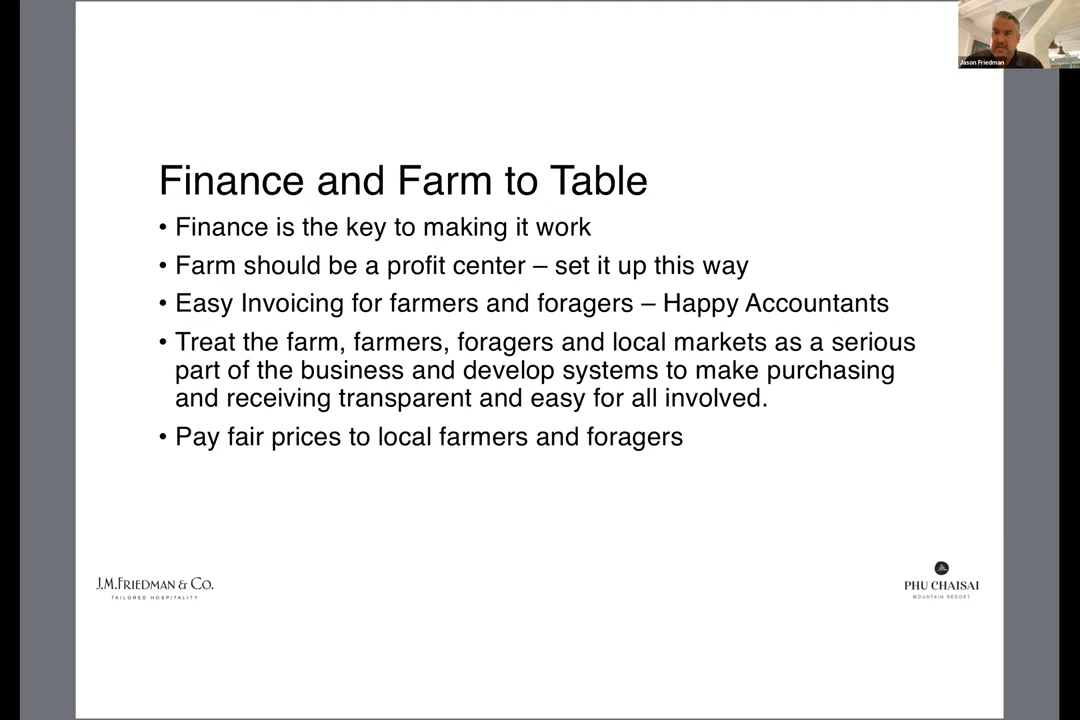 Jason Friedman
Finance and Farm to Table
• Finance is the key to making it work
• Farm should be a profit center – set it up this way
• Easy Invoicing for farmers and foragers – Happy Accountants
• Treat the farm, farmers, foragers and local markets as a serious
part of the business and develop systems to make purchasing
and receiving transparent and easy for all involved.
• Pay fair prices to local farmers and foragers
J.M.FRIEDMAN & CO.
TAILORED HOSPITALITY
PHU CHAISAI
MOUNTAIN RESORT